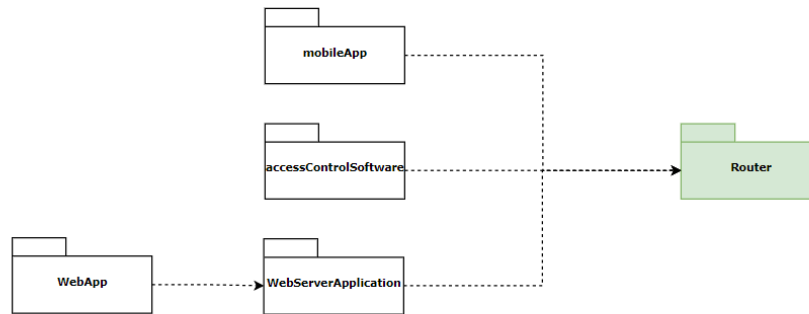 mobileApp
accessControlSoftware
Router
WebApp
WebServerApplication